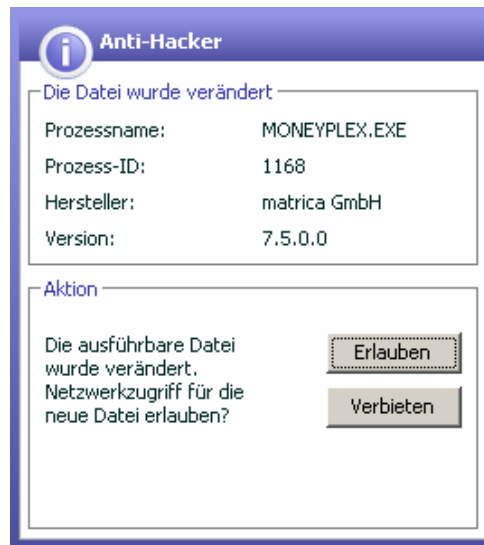 Anti-Hacker
Die Datei wurde verändert
Prozessname: MONEYPLEX.EXE
Prozess-ID: 1168
Hersteller: matrica GmbH
Version: 7.5.0.0
Aktion
Die ausführbare Datei
wurde verändert.
Netzwerkzugriff für die
neue Datei erlauben?
Erlauben
Verbieten